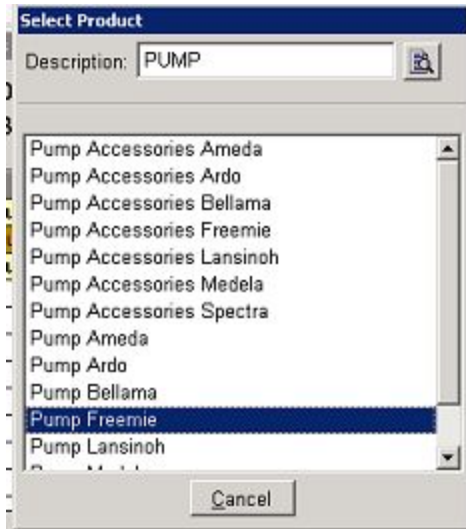 Select Product
Description: PUMP
Pump Accessories Ameda
Pump Accessories Ardo
Pump Accessories Bellama
Pump Accessories Freemie
Pump Accessories Lansinoh
Pump Accessories Medela
Pump Accessories Spectra
Pump Ameda
Pump Ardo
Pump Bellama
Pump Freemie
Pump Lansinoh
Cancel